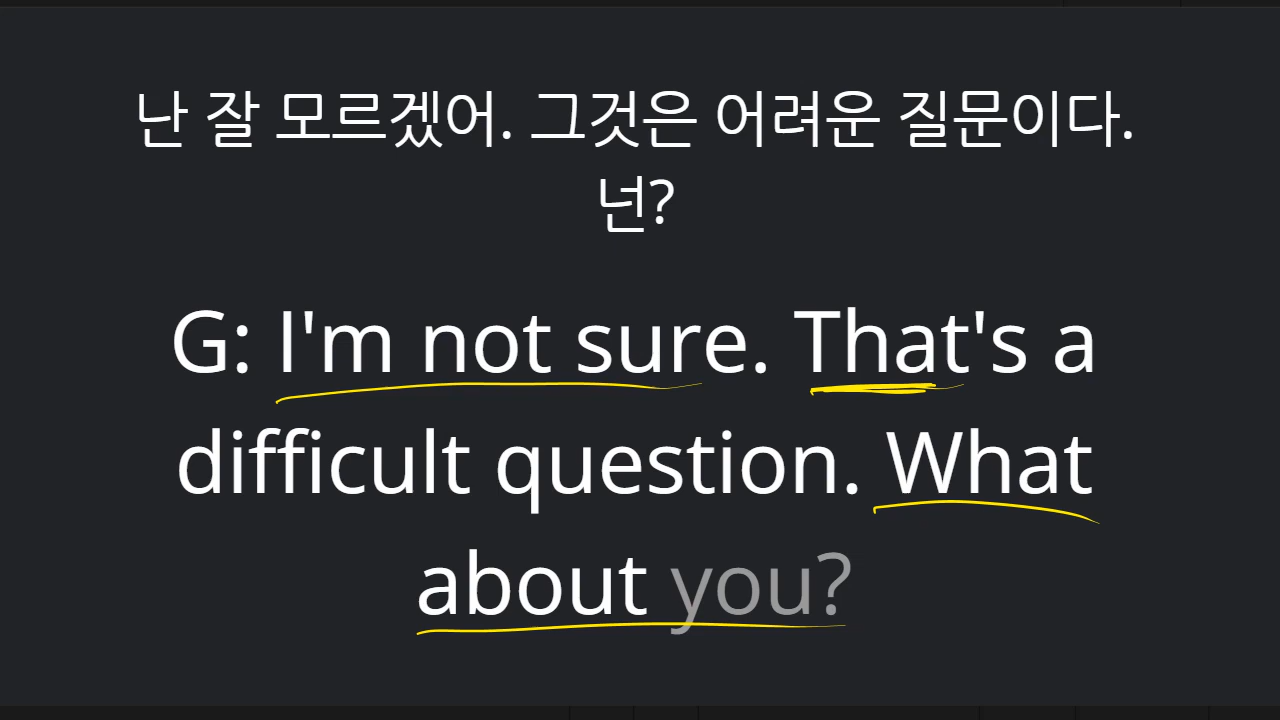 난 잘 모르겠어. 그것은 어려운 질문이다.
넌?
G: I'm not sure. That's a
difficult question. What
about you?